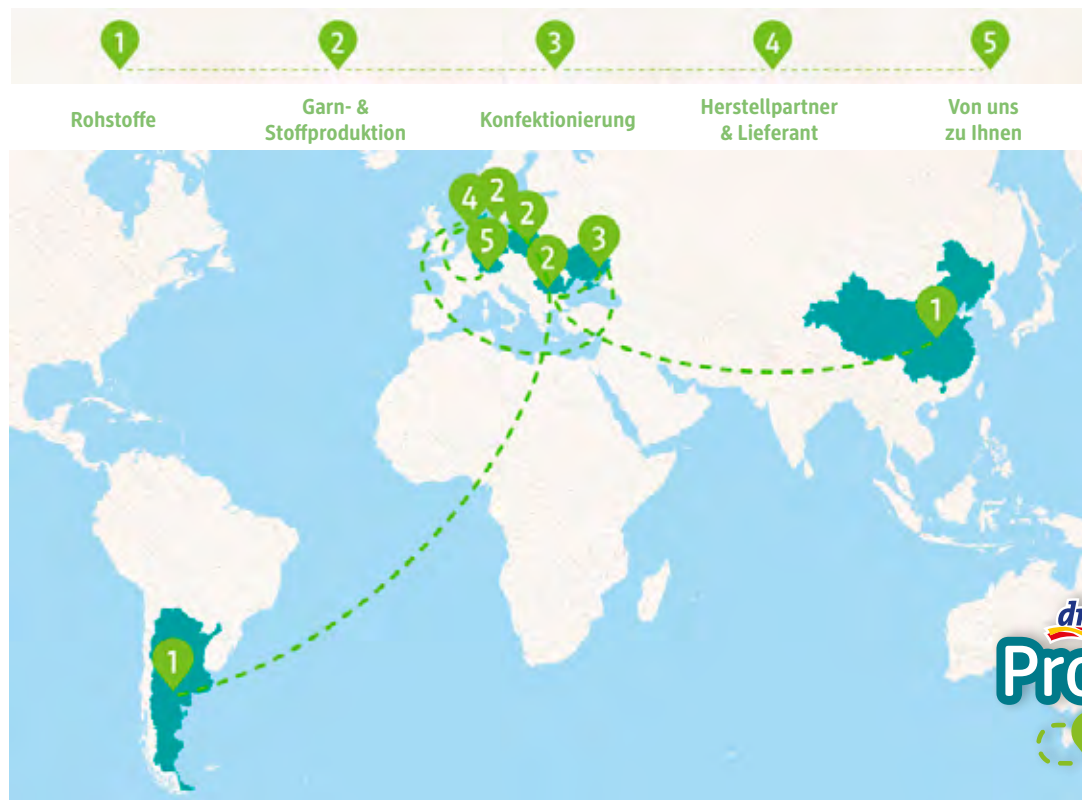 1 2 3 4 5
Rohstoffe
Garn- &
Stoffproduktion
Konfektionierung
Herstellpartner
& Lieferant
Von uns
zu Ihnen
4 2
2
5
2
3
1
1